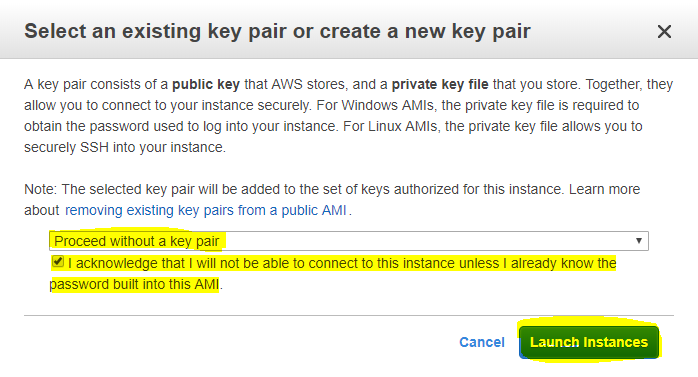 Select an existing key pair or create a new key pair
A key pair consists of a public key that AWS stores, and a private key file that you store. Together, they
allow you to connect to your instance securely. For Windows AMIs, the private key file is required to
obtain the password used to log into your instance. For Linux AMIs, the private key file allows you to
securely SSH into your instance.
Note: The selected key pair will be added to the set of keys authorized for this instance. Learn more
about removing existing key pairs from a public AMI.
Proceed without a key pair
I acknowledge that I will not be able to connect to this instance unless I already know the
password built into this AMI.
Cancel Launch Instances